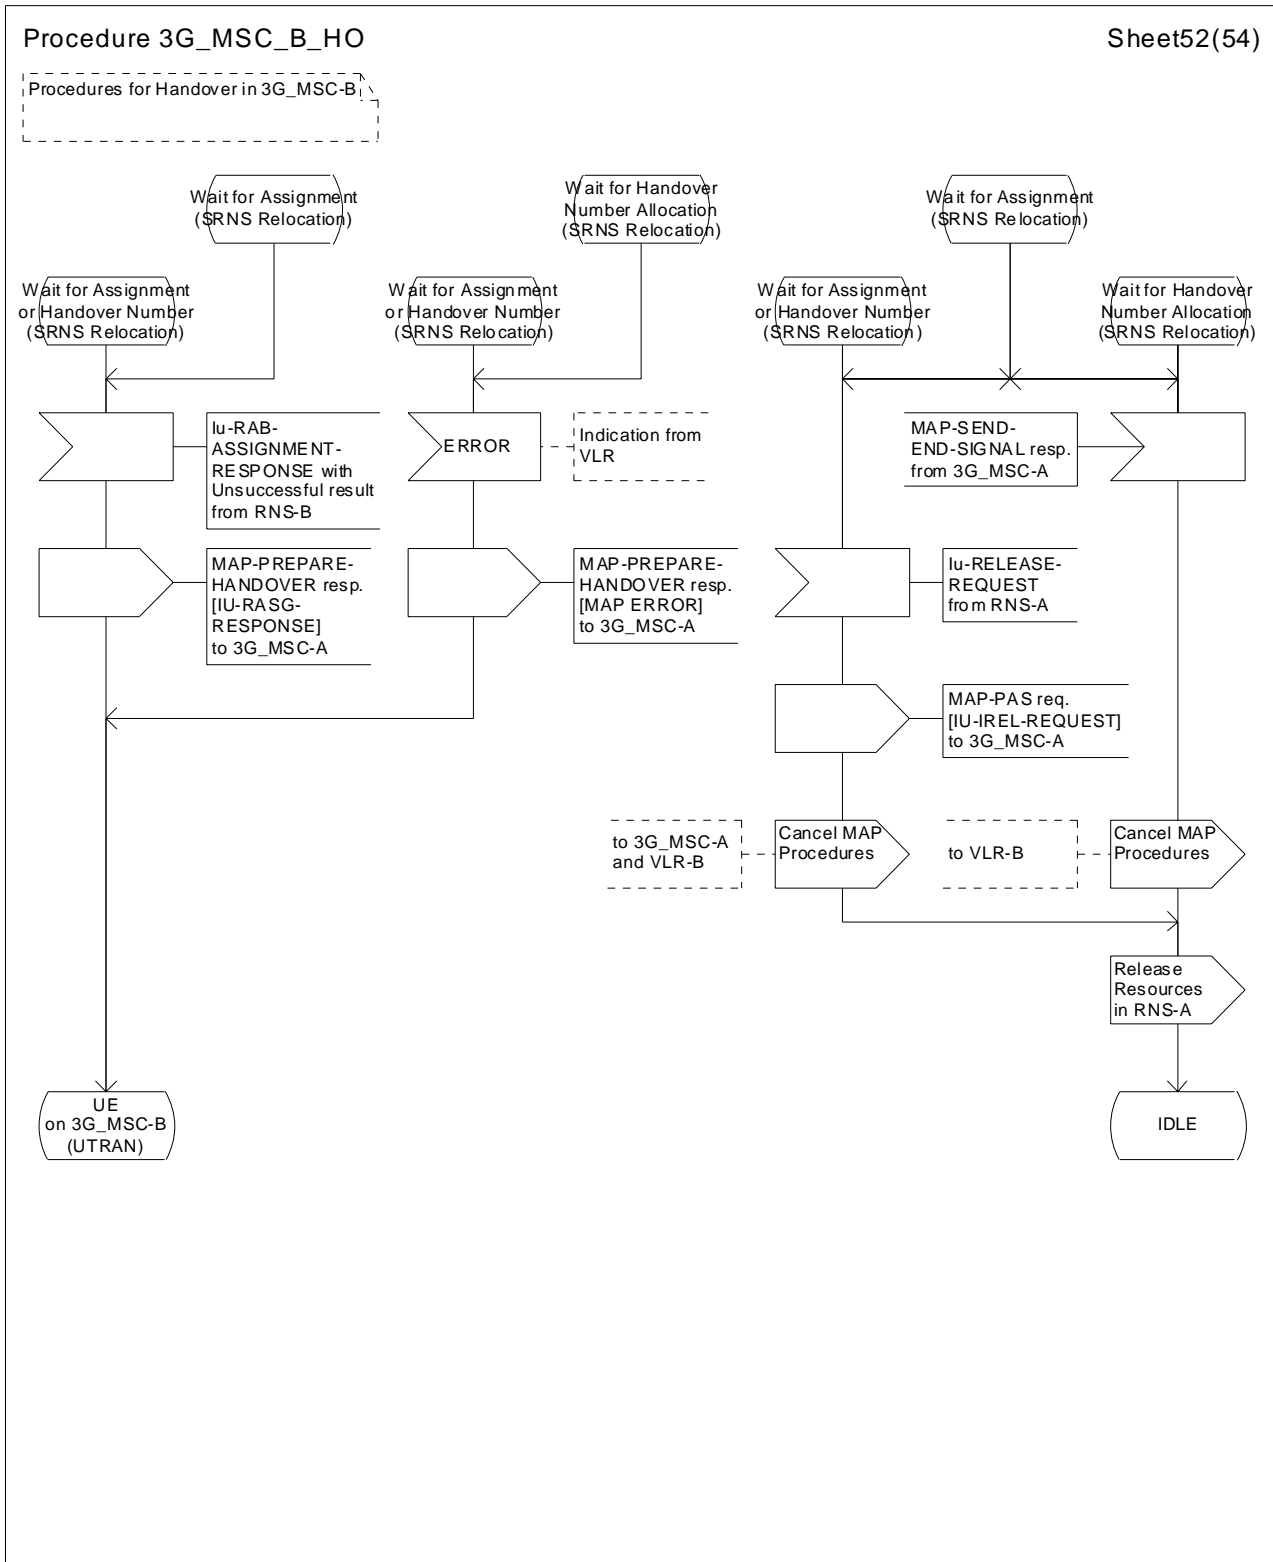 Procedure 3G_MSC_B_HO
Sheet52(54)
Procedures for Handover in 3G_MSC-B
Wait for Assignment
(SRNS Relocation)
Wait for Handover
Number Allocation
(SRNS Relocation)
Wait for Assignment
(SRNS Relocation)
Wait for Assignment
or Handover Number
(SRNS Relocation)
Wait for Assignment
or Handover Number
(SRNS Relocation)
Wait for Assignment
or Handover Number
(SRNS Relocation)
Wait for Handover
Number Allocation
(SRNS Relocation)
Iu-RAB-
ASSIGNMENT-
RESPONSE with
Unsuccessful result
from RNS-B
ERROR
Indication from
VLR
MAP-SEND-
END-SIGNAL resp.
from 3G_MSC-A
MAP-PREPARE-
HANDOVER resp.
[IU-RASG-
RESPONSE]
to 3G_MSC-A
MAP-PREPARE-
HANDOVER resp.
[MAP ERROR]
to 3G_MSC-A
Iu-RELEASE-
REQUEST
from RNS-A
MAP-PAS req.
[IU-IREL-REQUEST]
to 3G_MSC-A
to 3G_MSC-A
and VLR-B
Cancel MAP
Procedures
to VLR-B
Cancel MAP
Procedures
Release
Resources
in RNS-A
UE
on 3G_MSC-B
(UTRAN)
IDLE